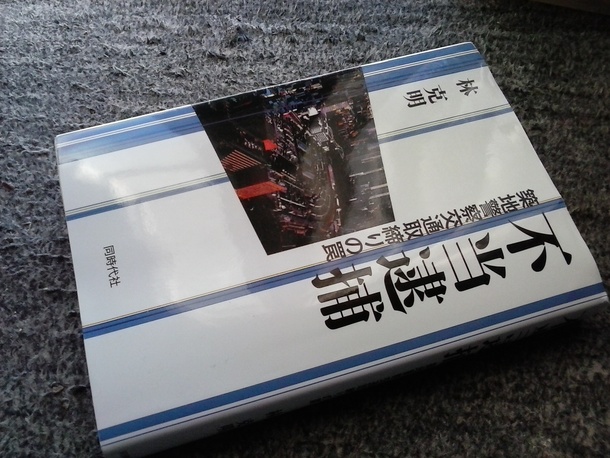 不当逮捕
築地警察交通取締りの罠
林 克明
同時代社